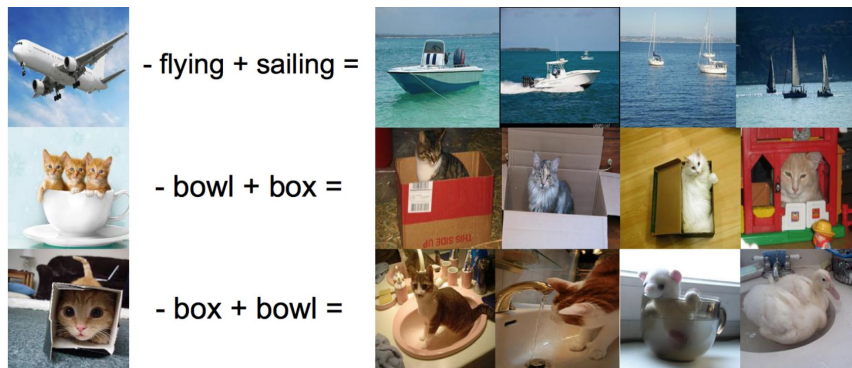 - flying + sailing =
- bowl + box =
THIS SIDE UP
- box + bowl =